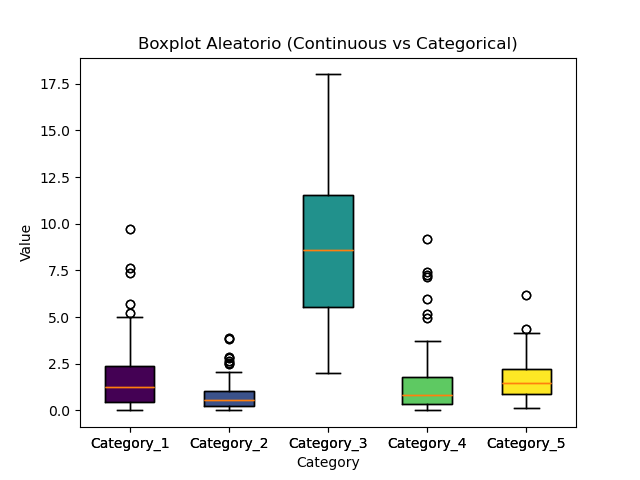 Boxplot Aleatorio (Continuous vs Categorical)
17.5
15.0
12.5
10.0
7.5
5.0
2.5
0.0
Value
Category_1 Category_2 Category_3 Category_4 Category_5
Category